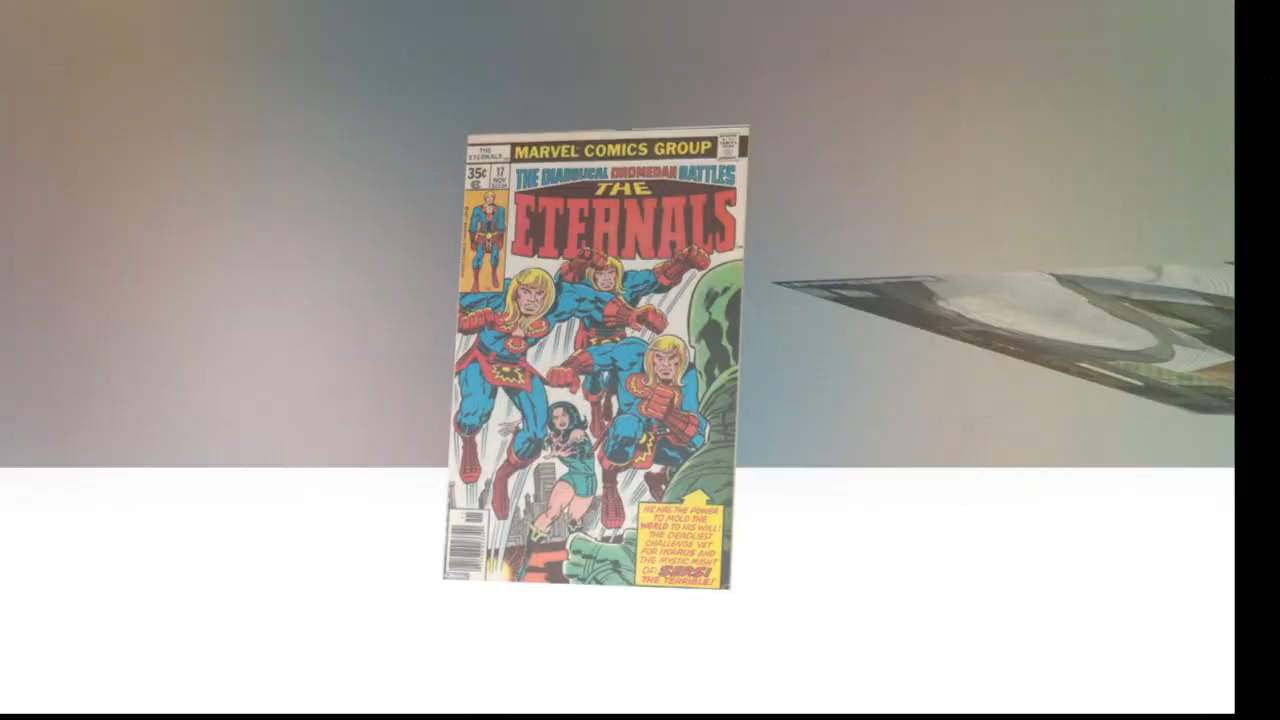 THE
ETERNALS
MARVEL COMICS GROUP
35¢
17
NOV
THE DIABOLICAL DROMEDAN BATTLES
THE
ETERNALS
HE HAS THE POWER
TO MOLD THE
WORLD TO HIS WILL!
THE DEADLIEST
CHALLENGE YET
FOR IKARUS AND
THE MYSTIC MIGHT
OF: SERSI
THE TERRIBLE!